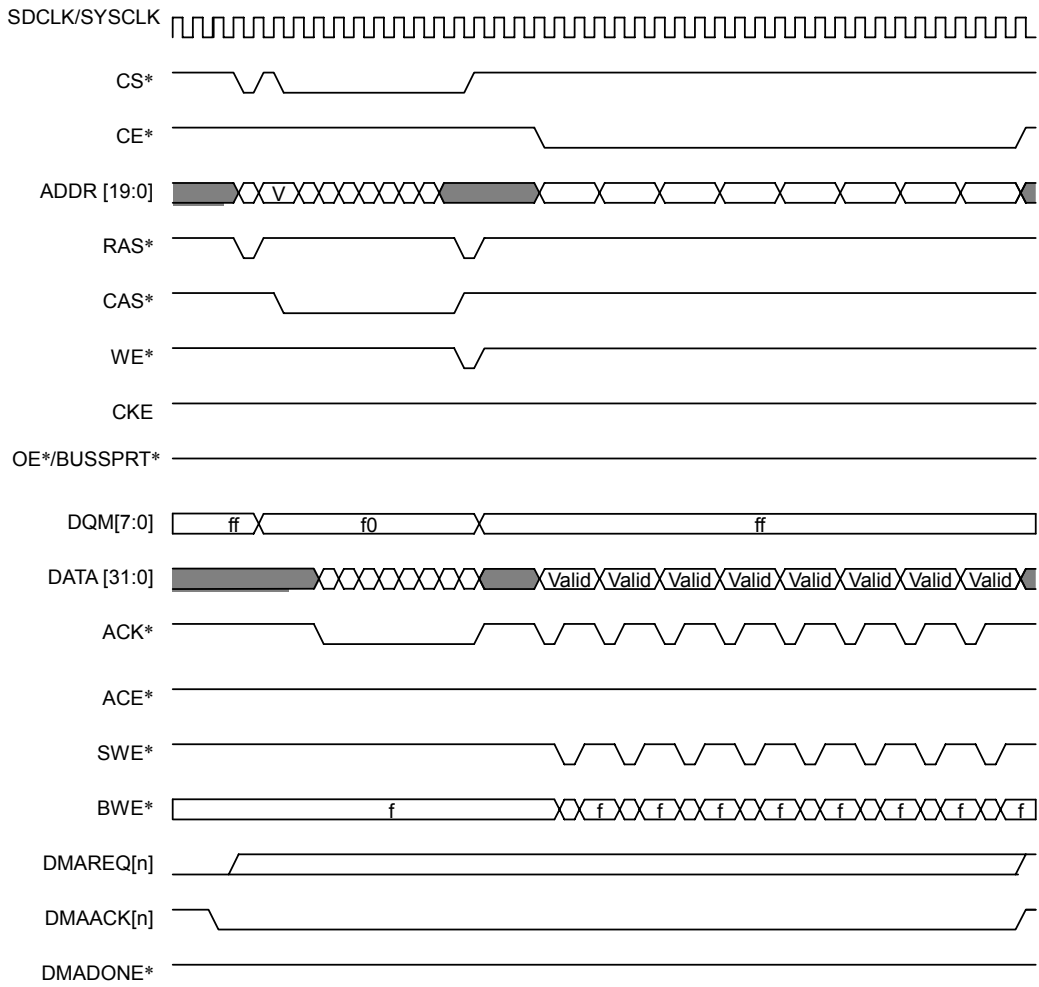 SDCLK/SYSCLK
CS*
CE*
ADDR [19:0] V
RAS*
CAS*
WE*
CKE
OE*/BUSSPRT*
DQM[7:0] ff f0 ff
DATA [31:0] Valid Valid Valid Valid Valid Valid Valid Valid
ACK*
ACE*
SWE*
BWE* f f f f f f f f f
DMAREQ[n]
DMAACK[n]
DMADONE*